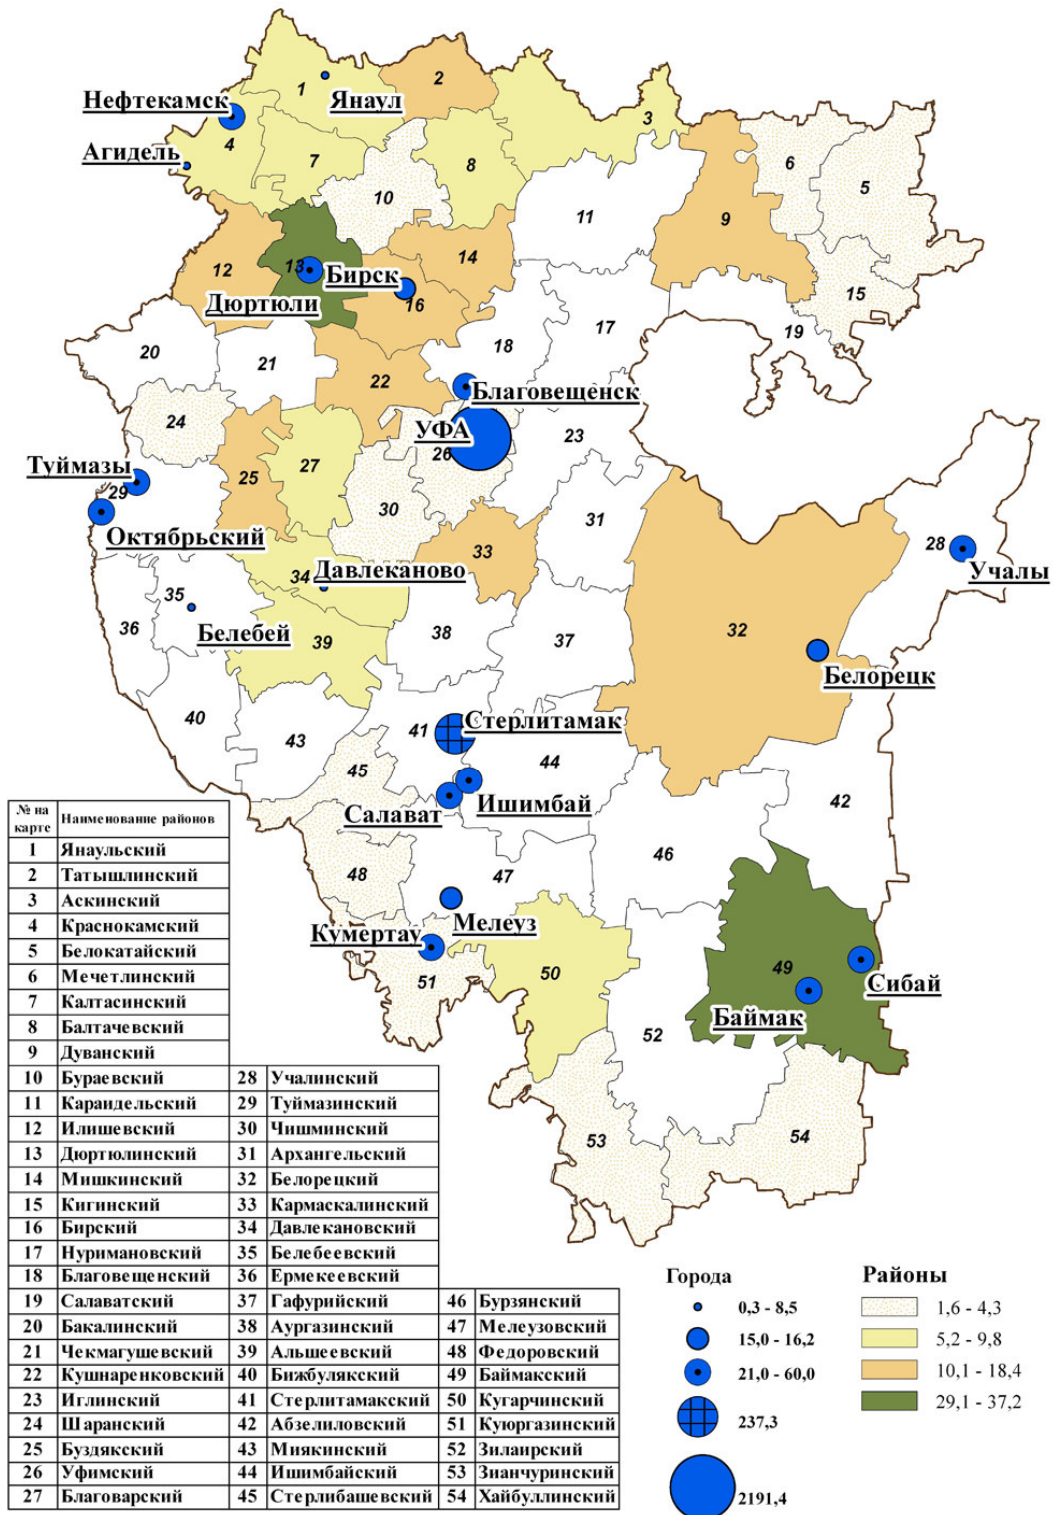 1
2
Янаул
Нефтекамск
3
4
Агидель
7
8
6
5
10
11
9
12
13
Бирск
14
Дюртюли
16
15
17
19
18
20
21
22
Благовещенск
24
УФА
23
26
Туймазы
27
25
29
30
31
Октябрьский
33
28
Учалы
34
Давлеканово
35
36
Белебей
38
37
32
39
Белорецк
40
43
41
Стерлитамак
44
45
Ишимбай
Салават
42
46
48
47
Мелеуз
Кумертау
51
50
49
Сибай
Баймак
52
53
54
№ на карте Наименование районов
1 Янаульский
2 Татышлинский
3 Аскинский
4 Краснокамский
5 Белокатайский
6 Мечетлинский
7 Калтасинский
8 Балтачевский
9 Дуванский
10 Бураевский 28 Учалинский
11 Караидельский 29 Туймазинский
12 Илишевский 30 Чишминский
13 Дюртюлинский 31 Архангельский
14 Мишкинский 32 Белорецкий
15 Кигинский 33 Кармаскалинский
16 Бирский 34 Давлекановский
17 Нуримановский 35 Белебеевский
18 Благовещенский 36 Ермекеевский
19 Салаватский 37 Гафурийский 46 Бурзянский
20 Бакалинский 38 Аургазинский 47 Мелеузовский
21 Чекмагушевский 39 Альшеевский 48 Федоровский
22 Кушнаренковский 40 Бижбулякский 49 Баймакский
23 Иглинский 41 Стерлитамакский 50 Кугарчинский
24 Шаранский 42 Абзелиловский 51 Куюргазинский
25 Буздякский 43 Миякинский 52 Зилаирский
26 Уфимский 44 Ишимбайский 53 Зианчуринский
27 Благоварский 45 Стерлибашевский 54 Хайбуллинский
Города
0,3 - 8,5
15,0 - 16,2
21,0 - 60,0
237,3
2191,4
Районы
1,6 - 4,3
5,2 - 9,8
10,1 - 18,4
29,1 - 37,2